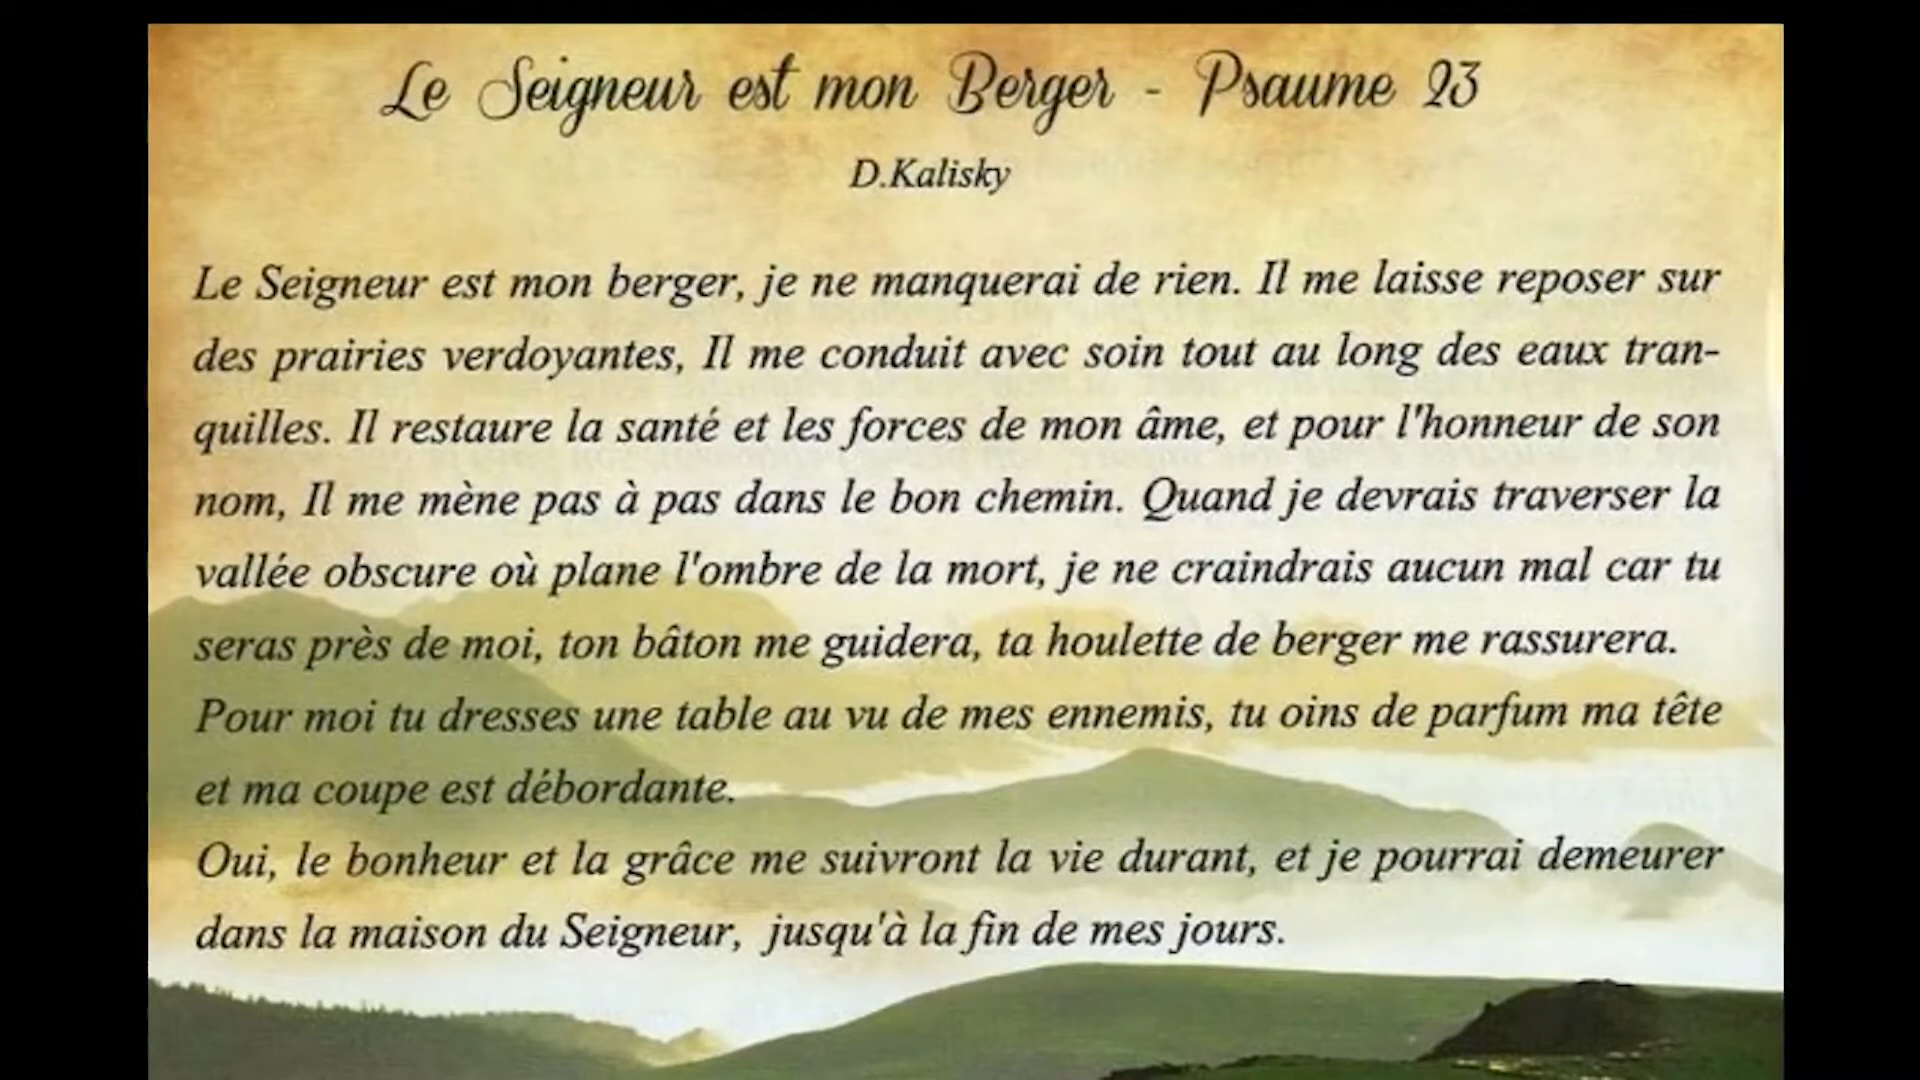 Le Seigneur est mon Berger - Psaume 23
D.Kalisky
Le Seigneur est mon berger, je ne manquerai de rien. Il me laisse reposer sur
des prairies verdoyantes, Il me conduit avec soin tout au long des eaux tran-
quilles. Il restaure la santé et les forces de mon âme, et pour l'honneur de son
nom, Il me mène pas à pas dans le bon chemin. Quand je devrais traverser la
vallée obscure où plane l'ombre de la mort, je ne craindrais aucun mal car tu
seras près de moi, ton bâton me guidera, ta houlette de berger me rassurera.
Pour moi tu dresses une table au vu de mes ennemis, tu oins de parfum ma tête
et ma coupe est débordante.
Oui, le bonheur et la grâce me suivront la vie durant, et je pourrai demeurer
dans la maison du Seigneur, jusqu'à la fin de mes jours.